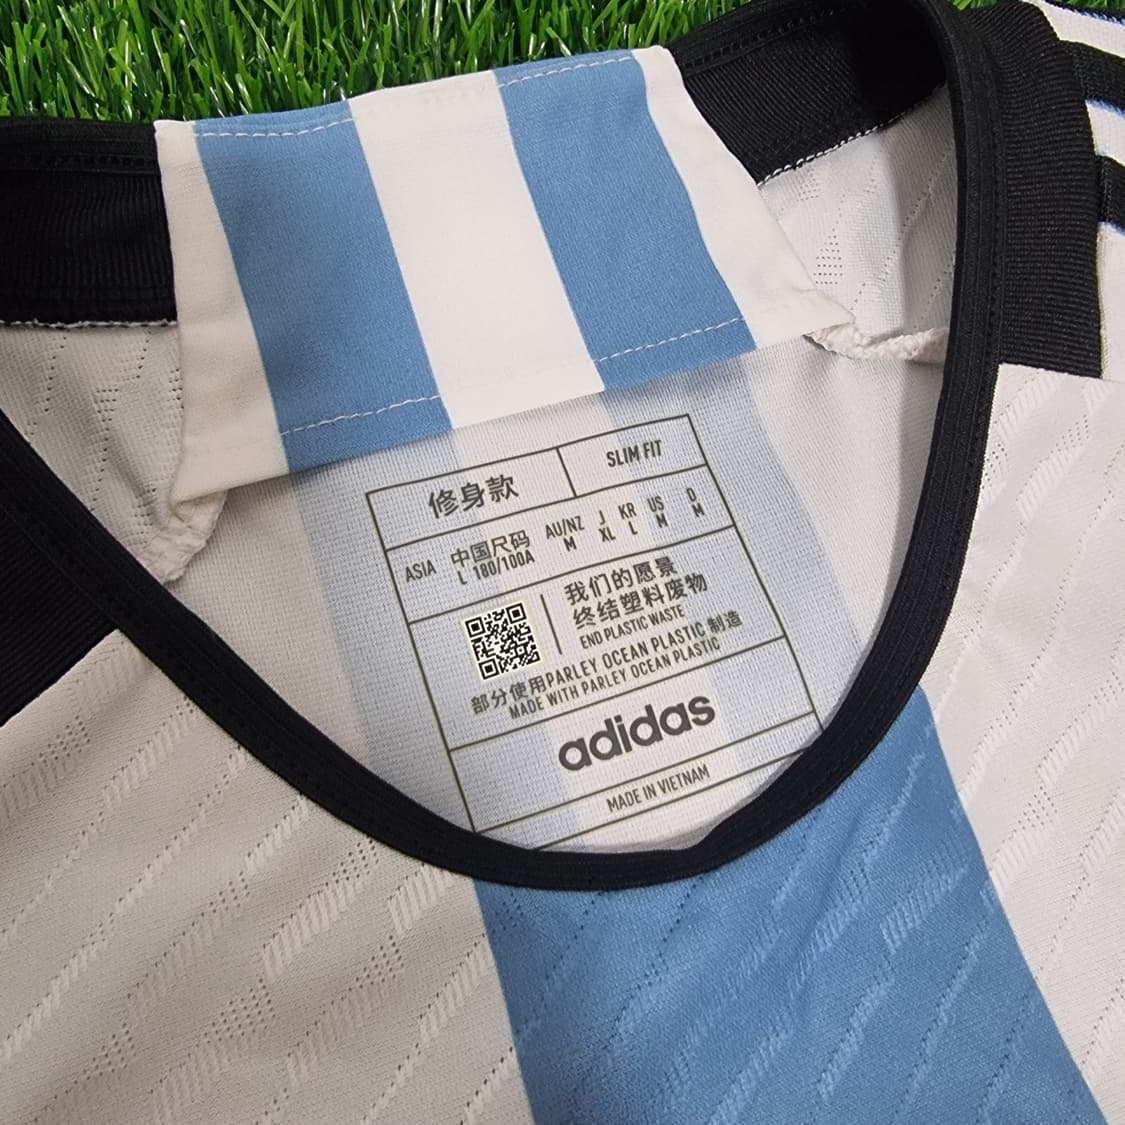 修身款 SLIM FIT
ASIA 中国尺码 AU/NZ J KR US D
L 180/100A M XL L M M
我们的愿景
终结塑料废物
END PLASTIC WASTE
部分使用PARLEY OCEAN PLASTIC 制造
MADE WITH PARLEY OCEAN PLASTIC
adidas
MADE IN VIETNAM